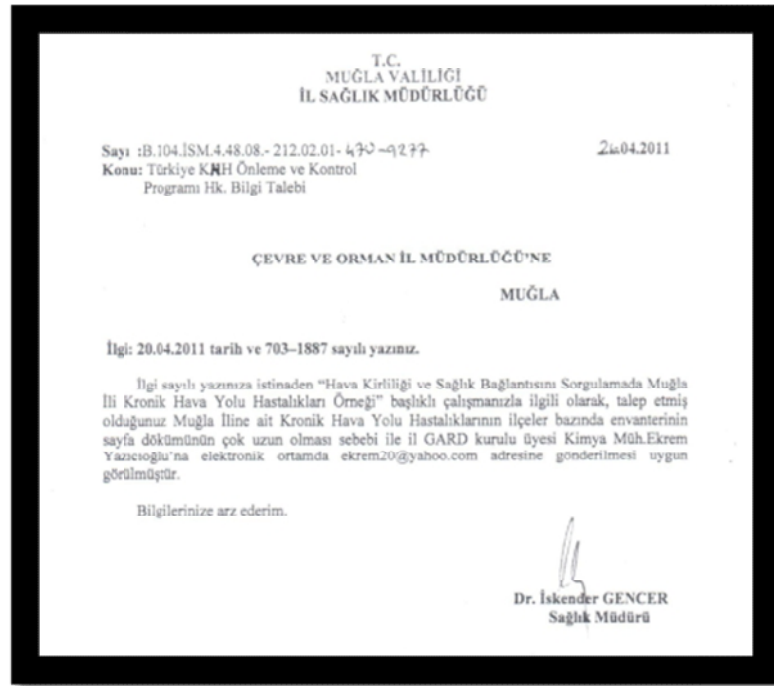 T.C.
MUĞLA VALİLİĞİ
İL SAĞLIK MÜDÜRLÜĞÜ
Sayı :B.104.İSM.4.48.08.- 212.02.01- 470-9277
.04.2011
Konu: Türkiye KHH Önleme ve Kontrol
Programı Hk. Bilgi Talebi
ÇEVRE VE ORMAN İL MÜDÜRLÜĞÜ'NE
MUĞLA
İlgi: 20.04.2011 tarih ve 703–1887 sayılı yazınız.
İlgi sayılı yazınıza istinaden “Hava Kirliliği ve Sağlık Bağlantısını Sorgulamada Muğla
İli Kronik Hava Yolu Hastalıkları Örneği” başlıklı çalışmanızla ilgili olarak, talep etmiş
olduğunuz Muğla İline ait Kronik Hava Yolu Hastalıklarının ilçeler bazında envanterinin
sayfa dökümünün çok uzun olması sebebi ile il GARD kurulu üyesi Kimya Müh.Ekrem
Yazıcıoğlu'na elektronik ortamda ekrem20@yahoo.com adresine gönderilmesi uygun
görülmüştür.
Bilgilerinize arz ederim.
Dr. İskender GENCER
Sağlık Müdürü